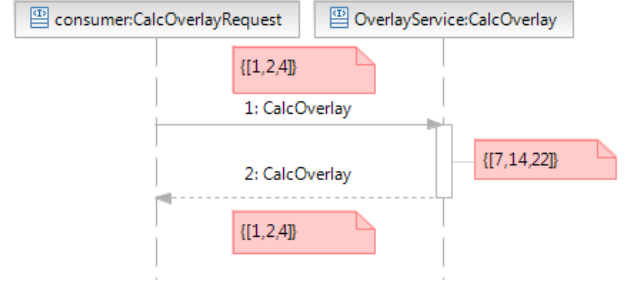 consumer:CalcOverlayRequest
OverlayService:CalcOverlay
{[1,2,4]}
1: CalcOverlay
{[7,14,22]}
2: CalcOverlay
{[1,2,4]}